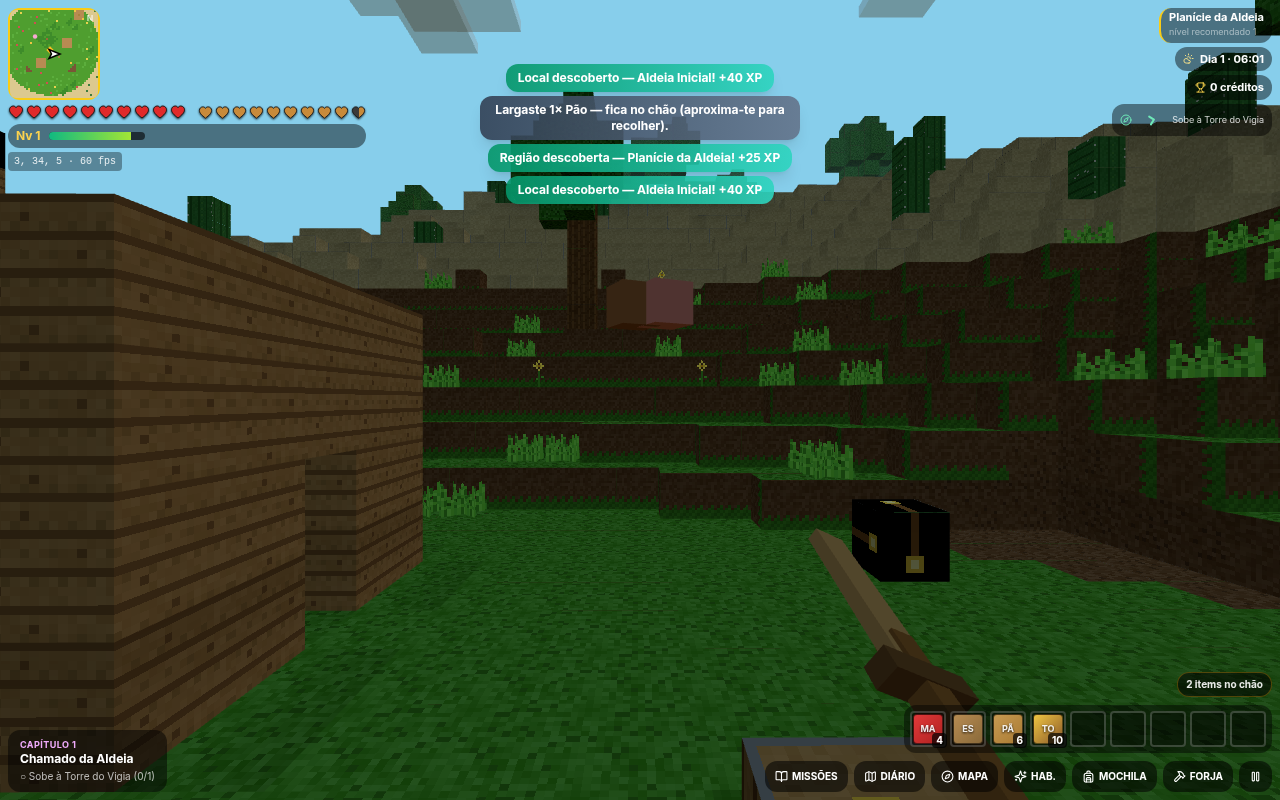 Planície da Aldeia
nível recomendado 1
Dia 1 · 06:01
0 créditos
Sobe à Torre do Vigia
Local descoberto — Aldeia Inicial! +40 XP
Largaste 1× Pão — fica no chão (aproxima-te para
recolher).
Região descoberta — Planície da Aldeia! +25 XP
Local descoberto — Aldeia Inicial! +40 XP
Nv 1
3, 34, 5 · 60 fps
2 items no chão
MA 4 ES PÃ 6 TO 10
CAPÍTULO 1
Chamado da Aldeia
○ Sobe à Torre do Vigia (0/1)
MISSÕES DIÁRIO MAPA HAB. MOCHILA FORJA